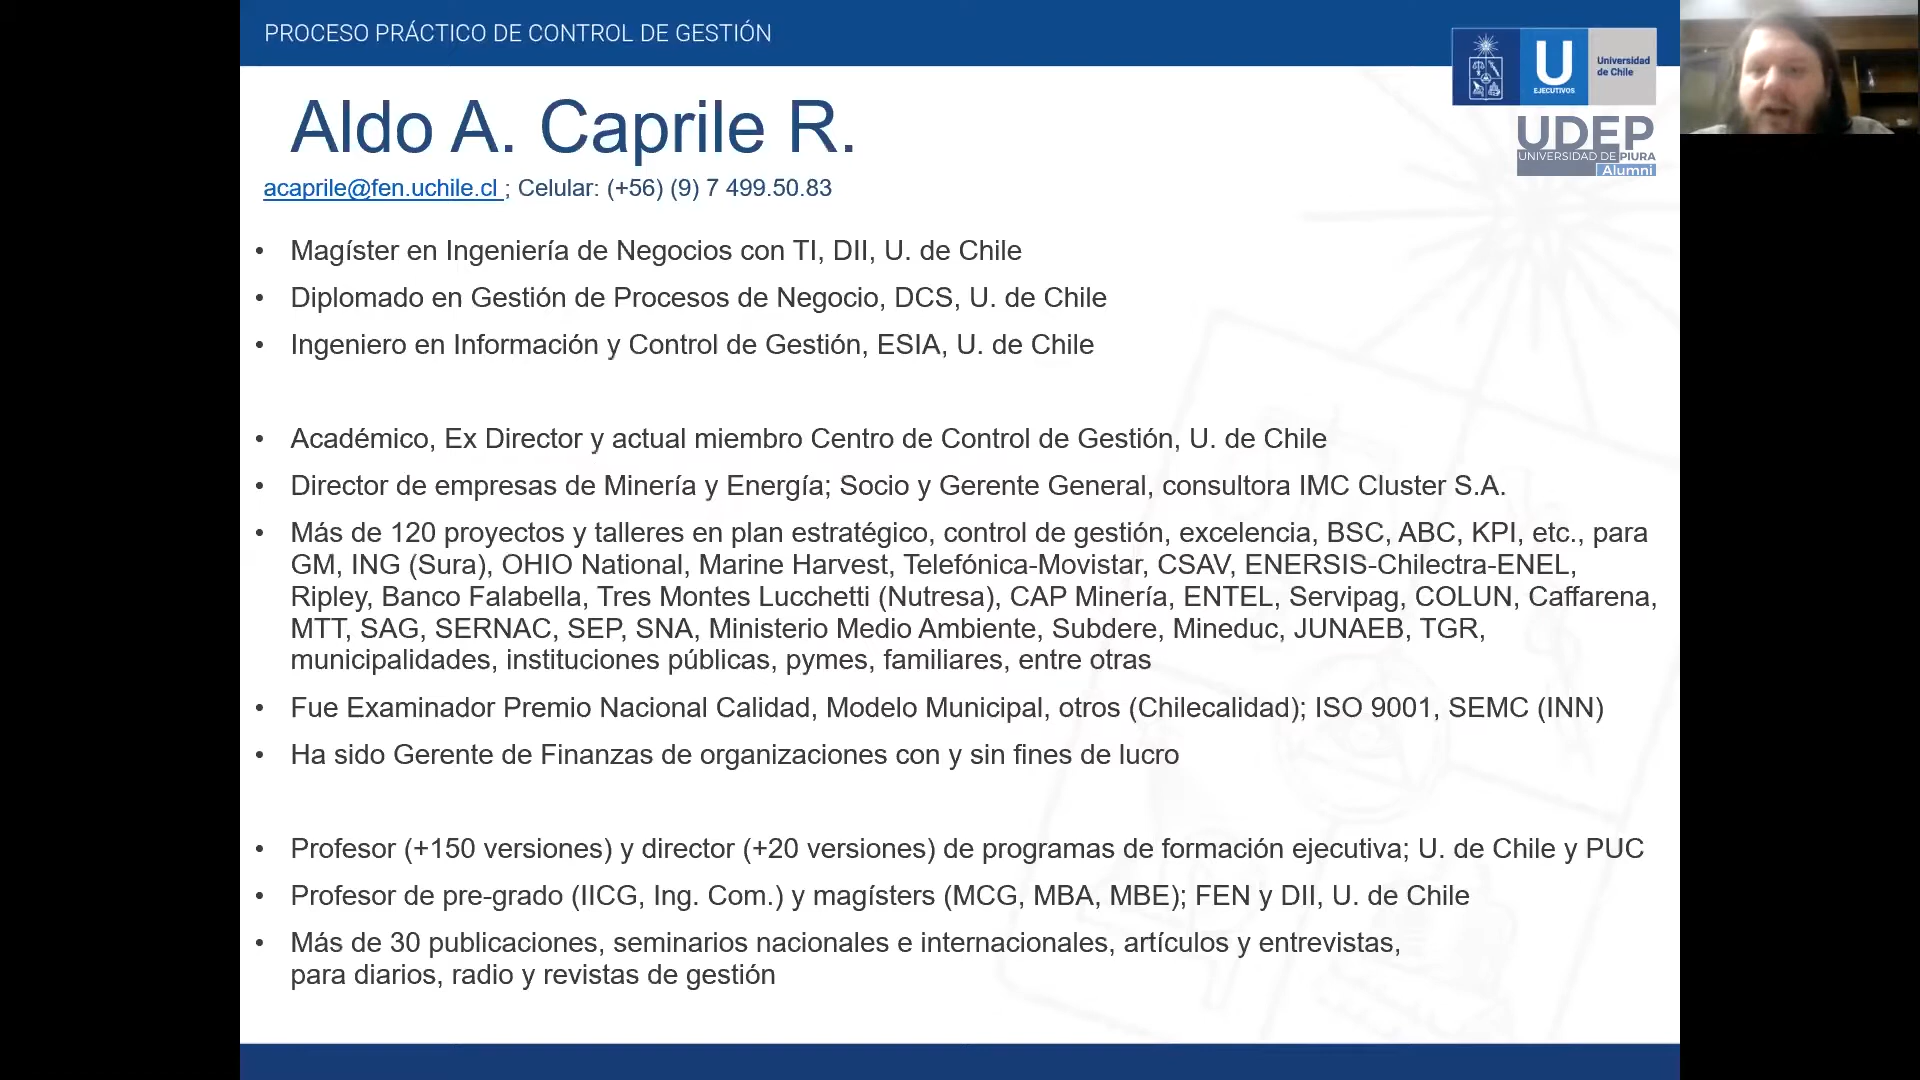 PROCESO PRÁCTICO DE CONTROL DE GESTIÓN
U
EJECUTIVOS
Universidad
de Chile
UDEP
UNIVERSIDAD DE PIURA
Alumni
Aldo A. Caprile R.
acaprile@fen.uchile.cl ; Celular: (+56) (9) 7 499.50.83
• Magíster en Ingeniería de Negocios con TI, DII, U. de Chile
• Diplomado en Gestión de Procesos de Negocio, DCS, U. de Chile
• Ingeniero en Información y Control de Gestión, ESIA, U. de Chile
• Académico, Ex Director y actual miembro Centro de Control de Gestión, U. de Chile
• Director de empresas de Minería y Energía; Socio y Gerente General, consultora IMC Cluster S.A.
• Más de 120 proyectos y talleres en plan estratégico, control de gestión, excelencia, BSC, ABC, KPI, etc., para
GM, ING (Sura), OHIO National, Marine Harvest, Telefónica-Movistar, CSAV, ENERSIS-Chilectra-ENEL,
Ripley, Banco Falabella, Tres Montes Lucchetti (Nutresa), CAP Minería, ENTEL, Servipag, COLUN, Caffarena,
MTT, SAG, SERNAC, SEP, SNA, Ministerio Medio Ambiente, Subdere, Mineduc, JUNAEB, TGR,
municipalidades, instituciones públicas, pymes, familiares, entre otras
• Fue Examinador Premio Nacional Calidad, Modelo Municipal, otros (Chilecalidad); ISO 9001, SEMC (INN)
• Ha sido Gerente de Finanzas de organizaciones con y sin fines de lucro
• Profesor (+150 versiones) y director (+20 versiones) de programas de formación ejecutiva; U. de Chile y PUC
• Profesor de pre-grado (IICG, Ing. Com.) y magísters (MCG, MBA, MBE); FEN y DII, U. de Chile
• Más de 30 publicaciones, seminarios nacionales e internacionales, artículos y entrevistas,
para diarios, radio y revistas de gestión